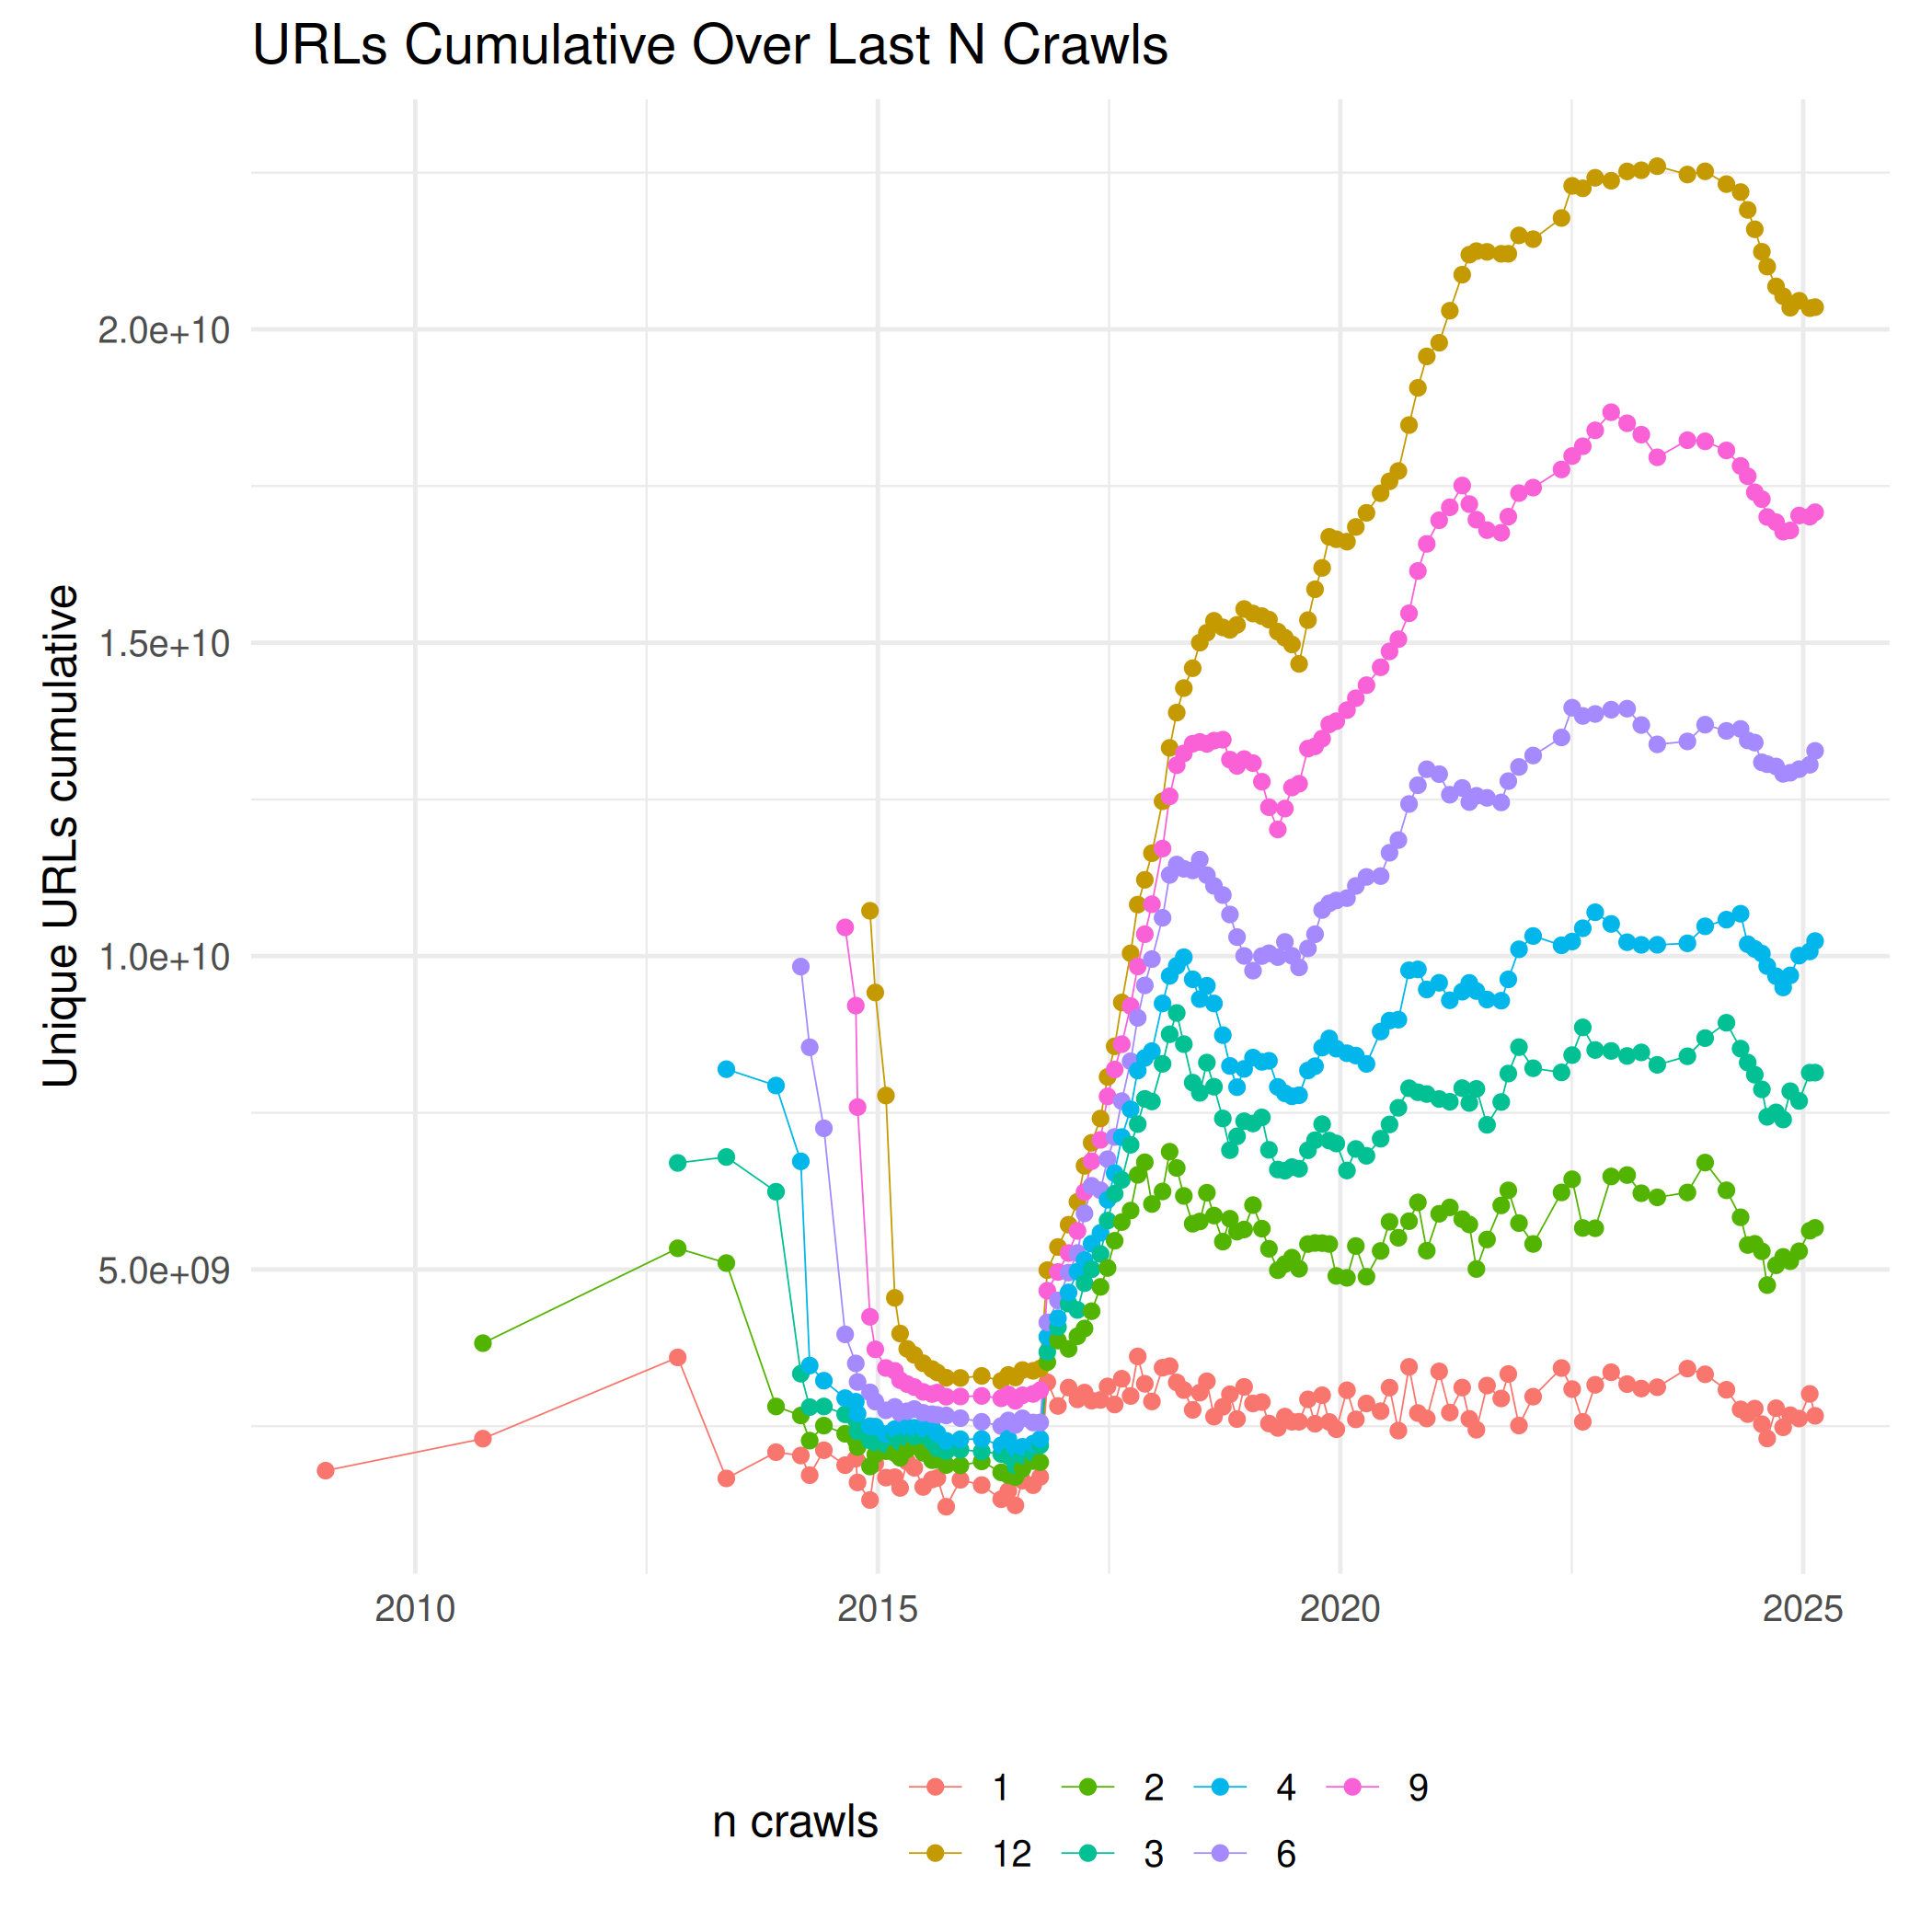 URLs Cumulative Over Last N Crawls
Unique URLs cumulative
2.0e+10
1.5e+10
1.0e+10
5.0e+09
2010 2015 2020 2025
n crawls
1 2 4 9
12 3 6